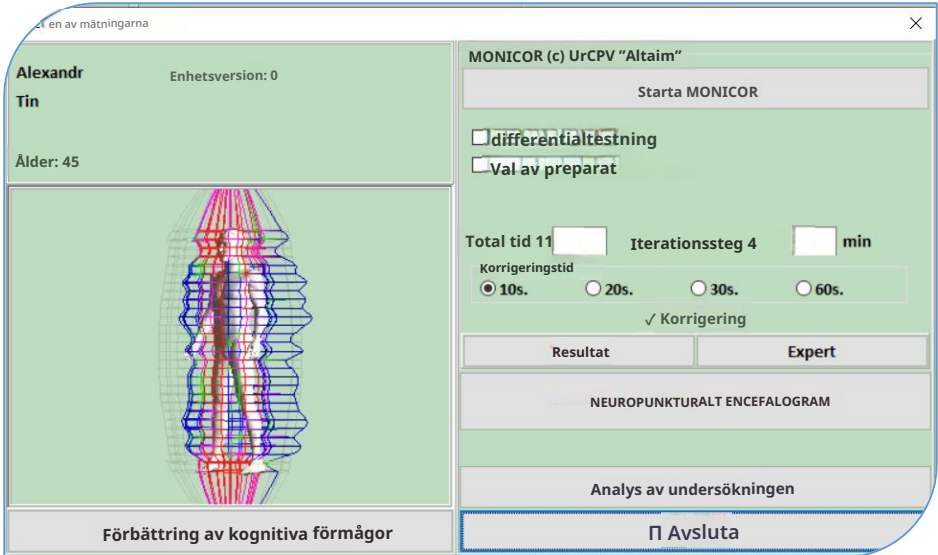 en av mätningarna
Alexandr
Tin
Enhetsversion: 0
Ålder: 45
MONICOR (c) UrCPV "Altaim"
Starta MONICOR
differentialtestning
Val av preparat
Total tid 11 Iterationssteg 4 min
Korrigeringstid
10s. 20s. 30s. 60s.
✓ Korrigering
Resultat Expert
NEUROPUNKTURALT ENCEFALOGRAM
Analys av undersökningen
Förbättring av kognitiva förmågor
П Avsluta